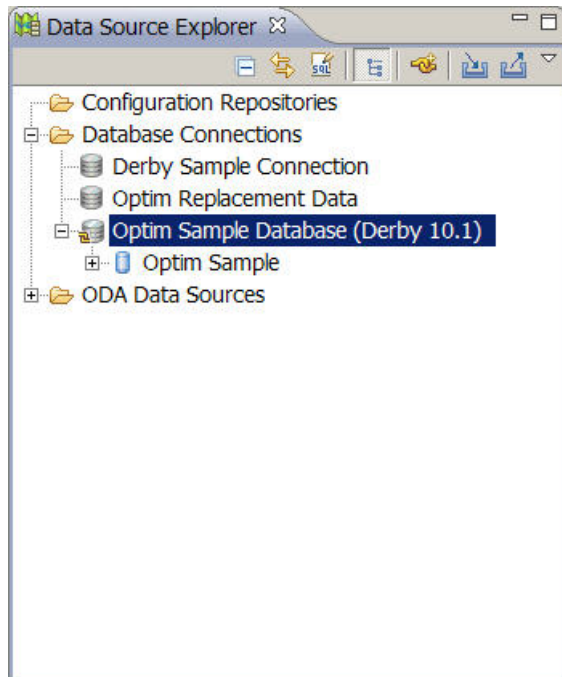 Data Source Explorer
SQL
Configuration Repositories
Database Connections
Derby Sample Connection
Optim Replacement Data
Optim Sample Database (Derby 10.1)
Optim Sample
ODA Data Sources